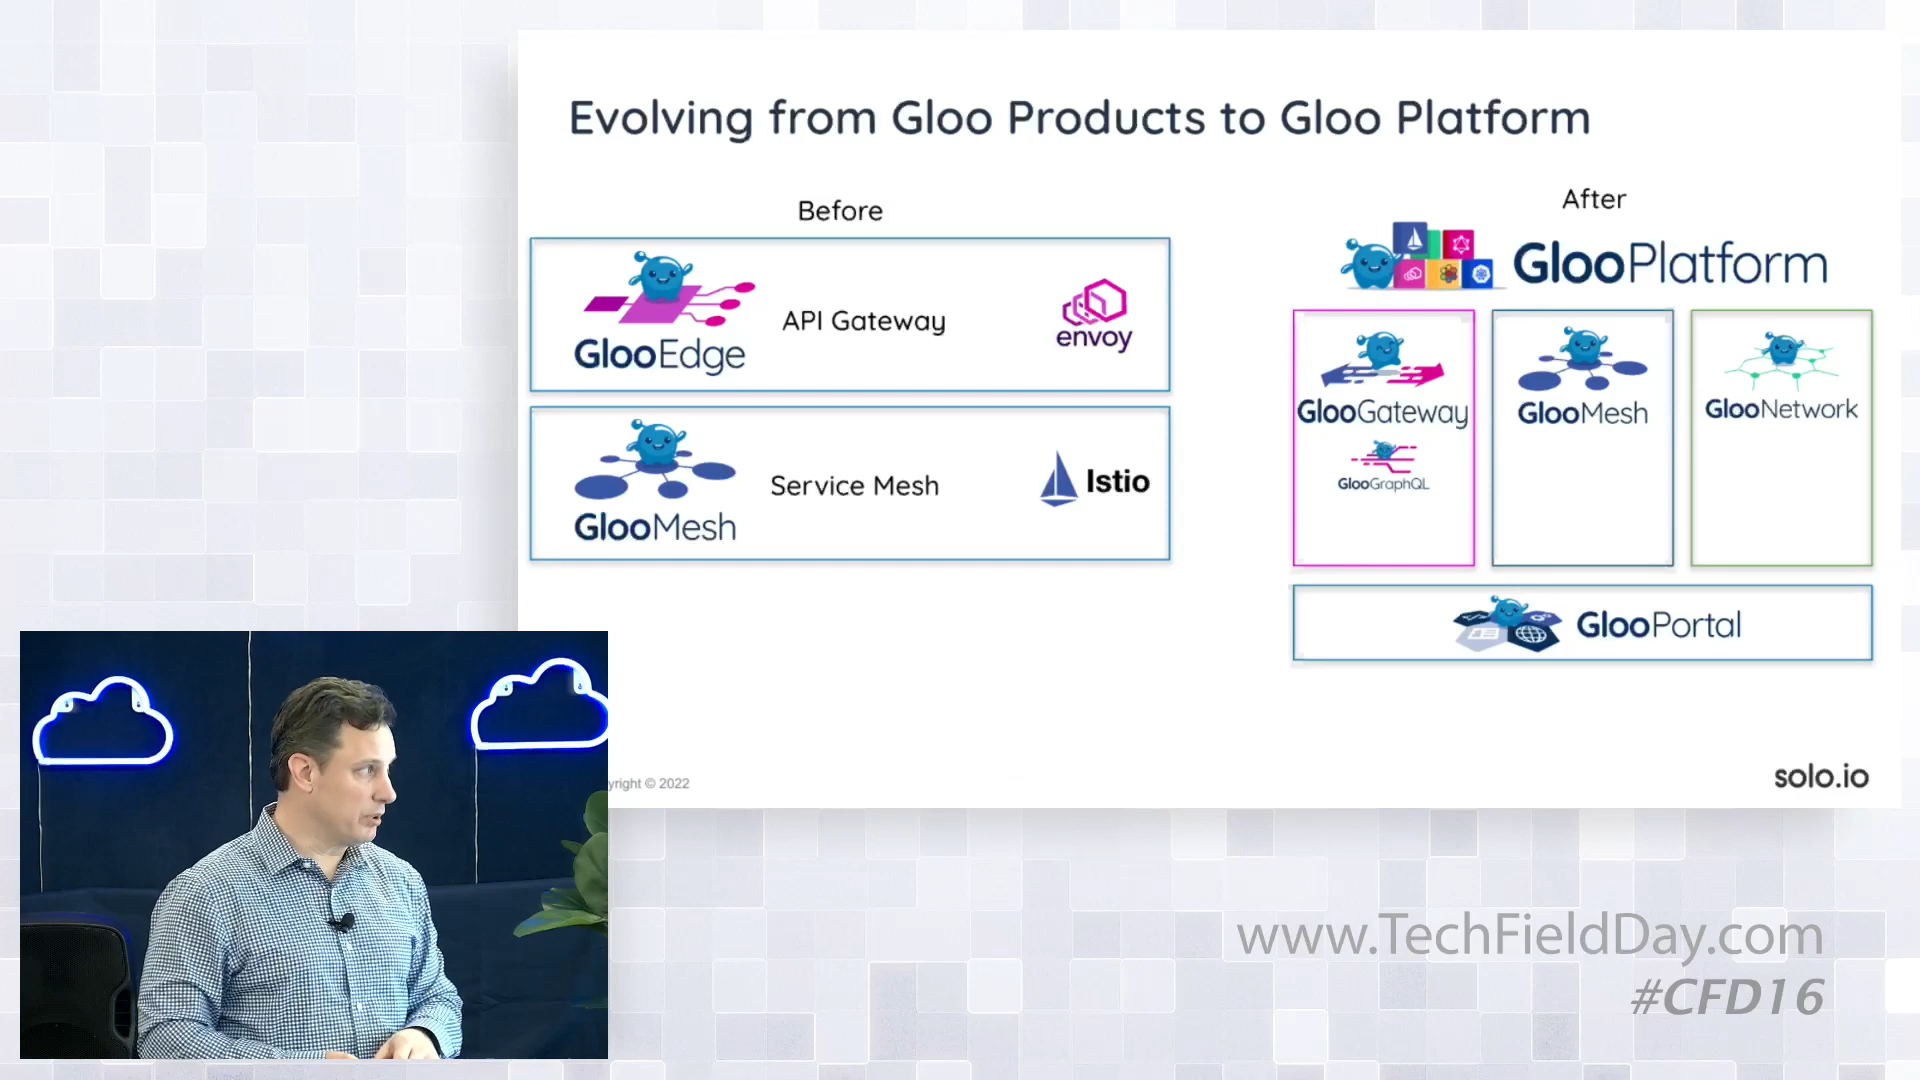 Evolving from Gloo Products to Gloo Platform
Before
GlooEdge
API Gateway
envoy
GlooMesh
Service Mesh
Istio
After
GlooPlatform
GlooGateway
GlooGraphQL
GlooMesh
GlooNetwork
GlooPortal
yright © 2022
solo.io
www.TechFieldDay.com
#CFD16